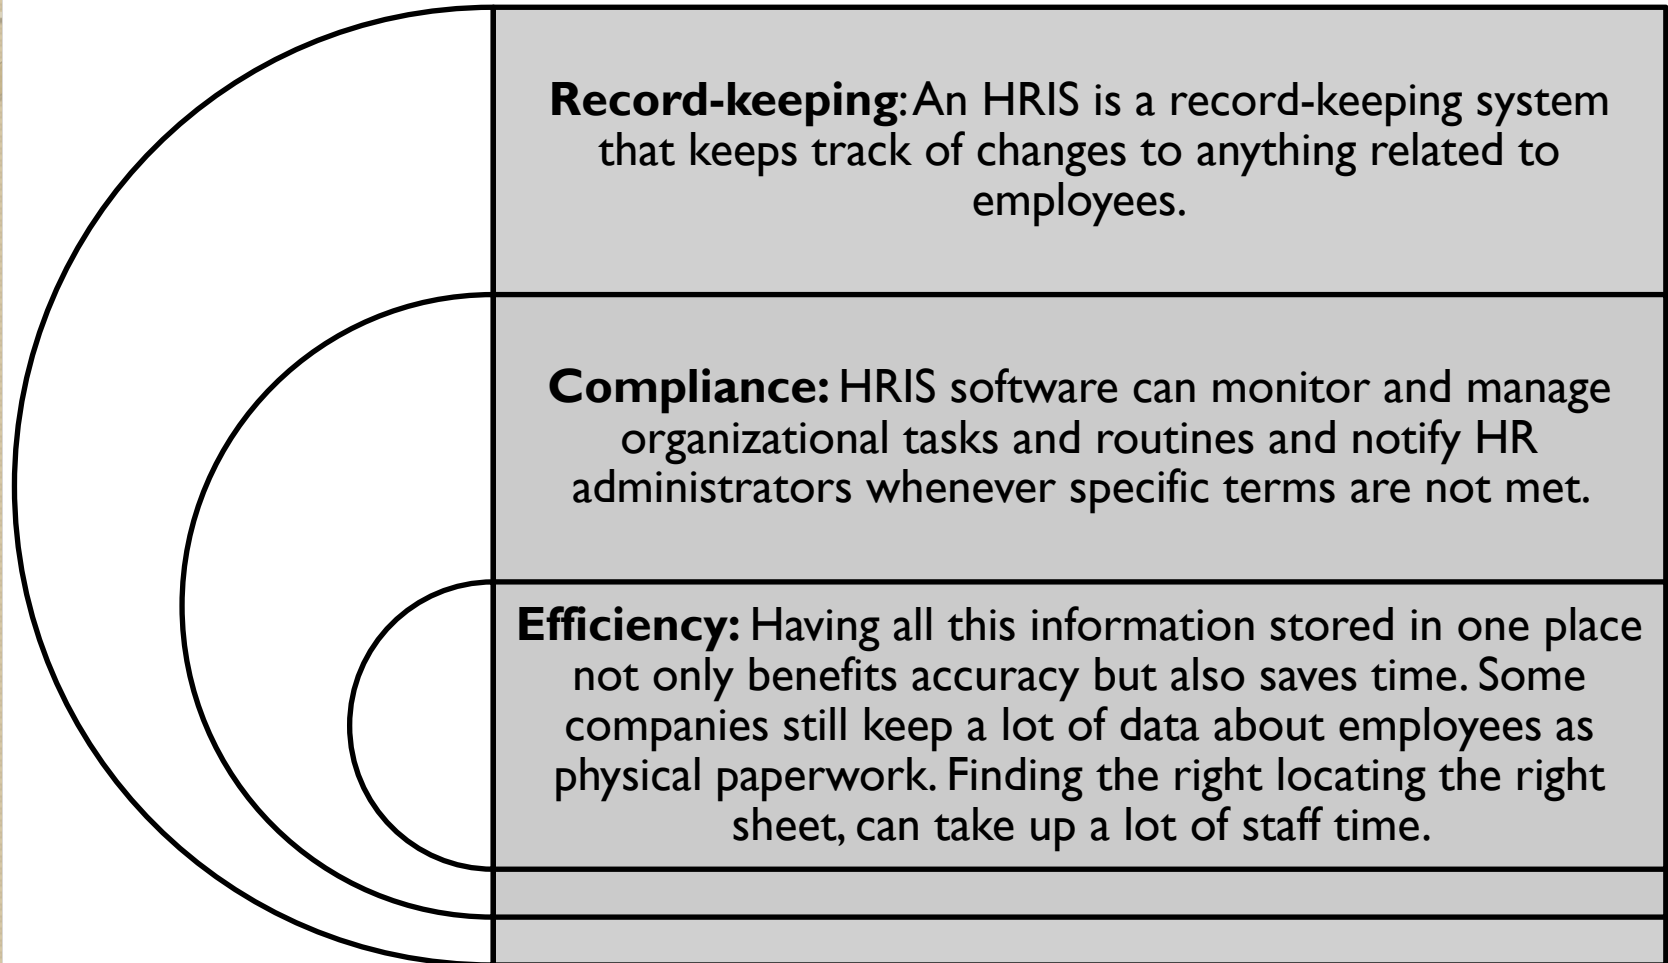 Record-keeping: An HRIS is a record-keeping system
that keeps track of changes to anything related to
employees.
Compliance: HRIS software can monitor and manage
organizational tasks and routines and notify HR
administrators whenever specific terms are not met.
Efficiency: Having all this information stored in one place
not only benefits accuracy but also saves time. Some
companies still keep a lot of data about employees as
physical paperwork. Finding the right locating the right
sheet, can take up a lot of staff time.